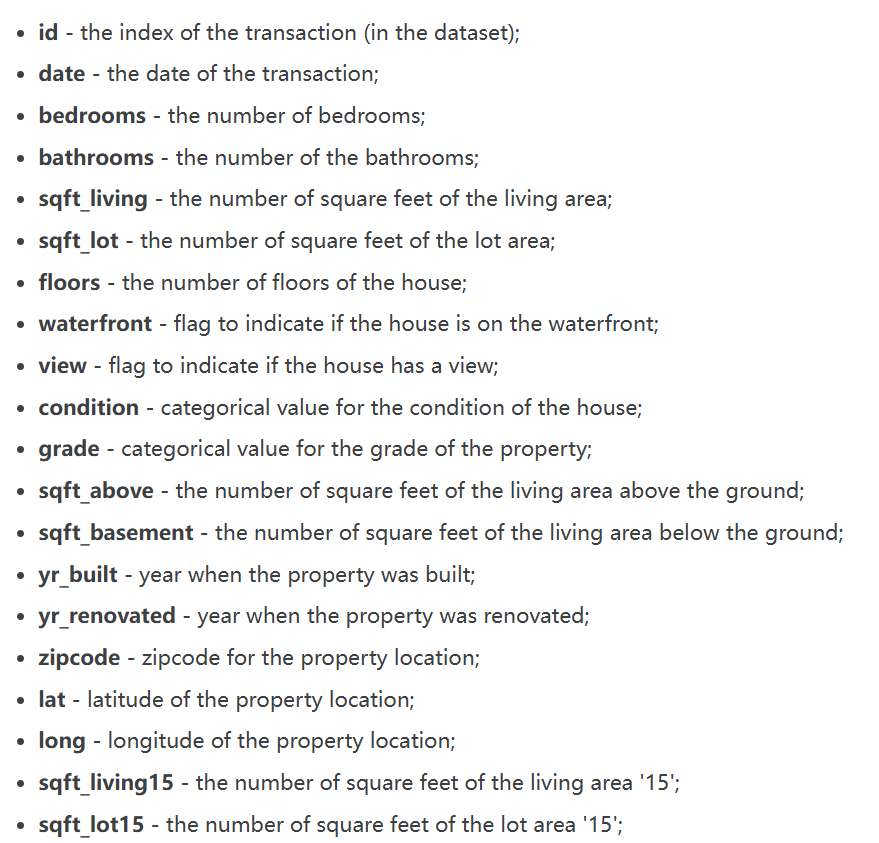 • id - the index of the transaction (in the dataset);
• date - the date of the transaction;
• bedrooms - the number of bedrooms;
• bathrooms - the number of the bathrooms;
• sqft_living - the number of square feet of the living area;
• sqft_lot - the number of square feet of the lot area;
• floors - the number of floors of the house;
• waterfront - flag to indicate if the house is on the waterfront;
• view - flag to indicate if the house has a view;
• condition - categorical value for the condition of the house;
• grade - categorical value for the grade of the property;
• sqft_above - the number of square feet of the living area above the ground;
• sqft_basement - the number of square feet of the living area below the ground;
• yr_built - year when the property was built;
• yr_renovated - year when the property was renovated;
• zipcode - zipcode for the property location;
• lat - latitude of the property location;
• long - longitude of the property location;
• sqft_living15 - the number of square feet of the living area '15';
• sqft_lot15 - the number of square feet of the lot area '15';